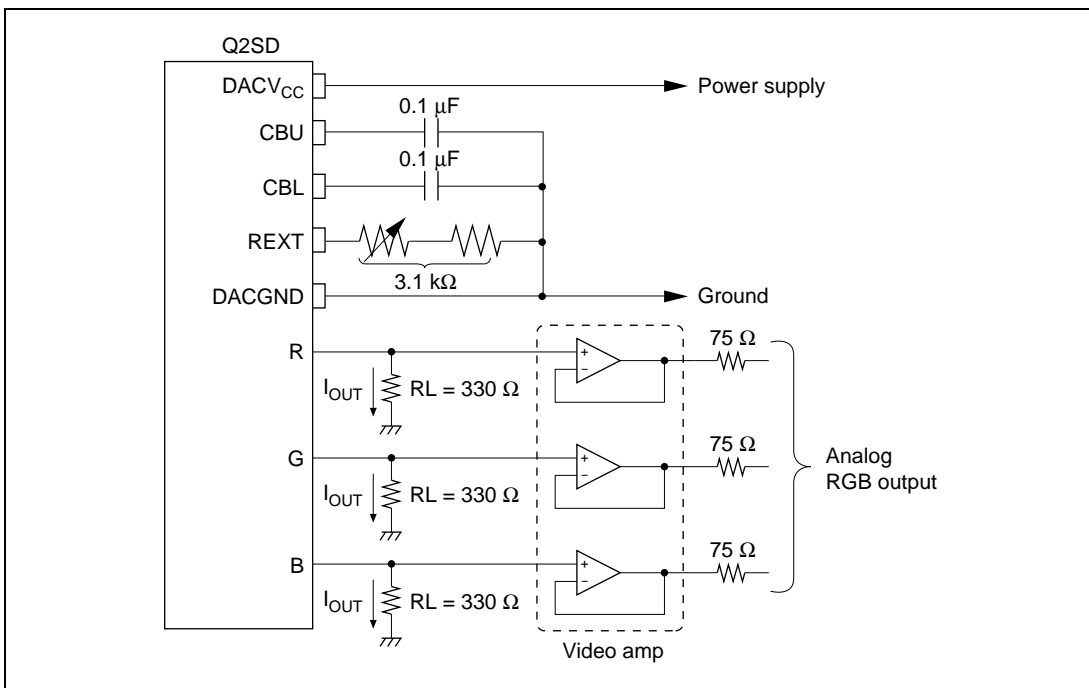 Q2SD
DACVCC
Power supply
0.1 µF
CBU
0.1 µF
CBL
REXT
3.1 kΩ
DACGND
Ground
75 Ω
R
+
−
IOUT
RL = 330 Ω
75 Ω
G
+
−
Analog
RGB output
IOUT
RL = 330 Ω
75 Ω
B
+
−
IOUT
RL = 330 Ω
Video amp